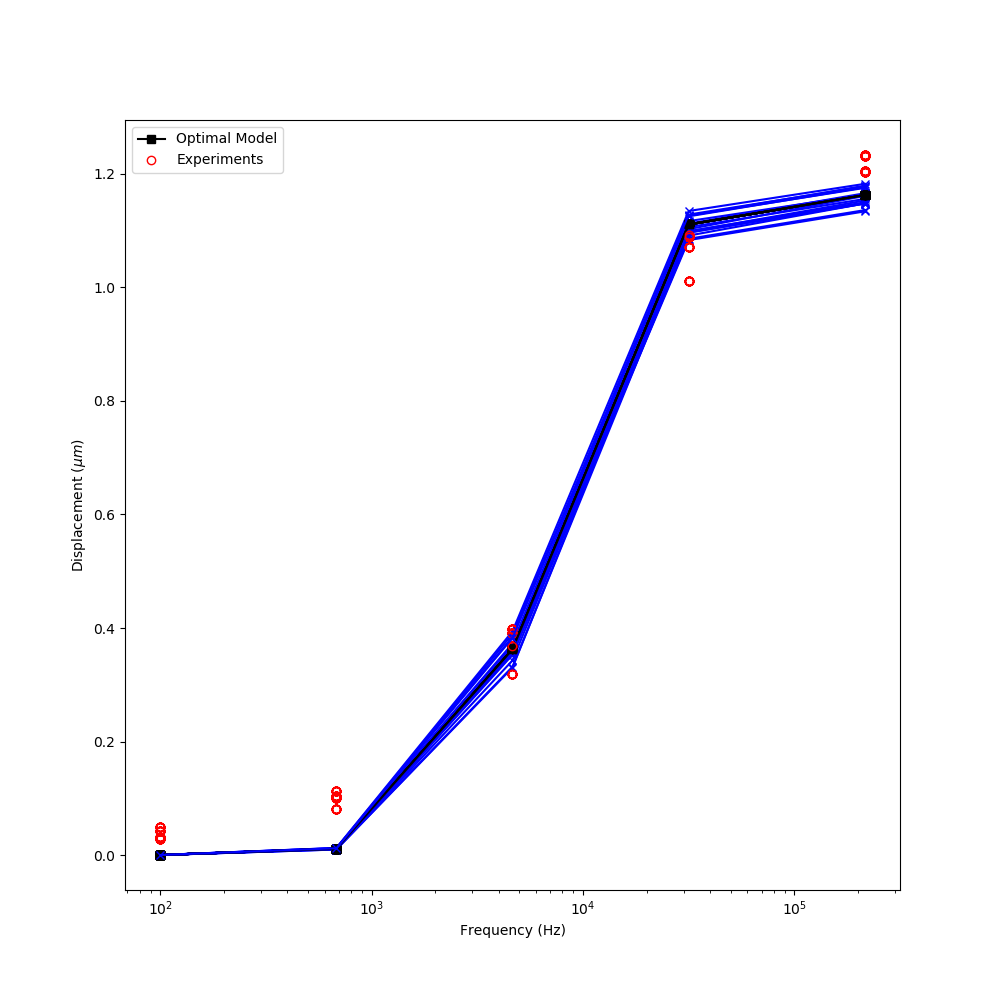 Optimal Model
Experiments
1.2
1.0
0.8
0.6
0.4
0.2
0.0
Displacement (μm)
10²
10³
10⁴
10⁵
Frequency (Hz)